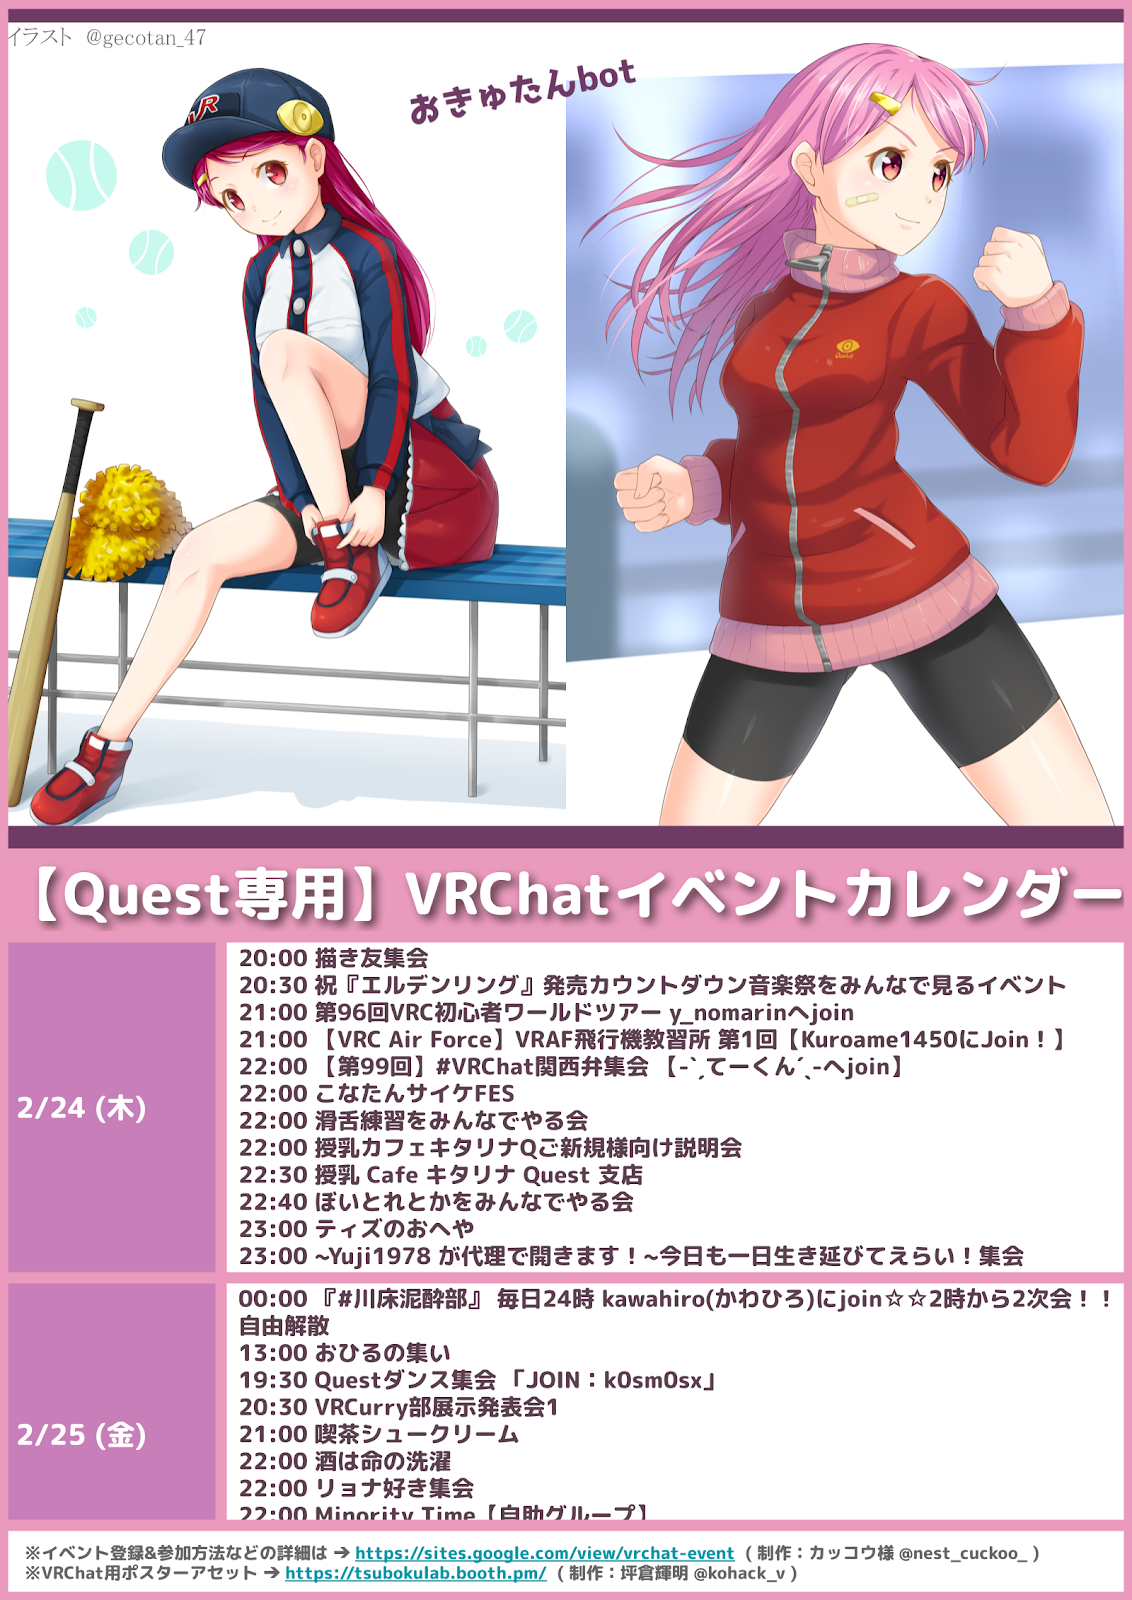 イラスト @gecotan_47
おきゅたんbot
VR
Quest
【Quest専用】VRChatイベントカレンダー
2/24 (木)
20:00 描き友集会
20:30 祝『エルデンリング』発売カウントダウン音楽祭をみんなで見るイベント
21:00 第96回VRC初心者ワールドツアー y_nomarinへjoin
21:00 【VRC Air Force】VRAF飛行機教習所 第1回【Kuroame1450にJoin！】
22:00 【第99回】#VRChat関西弁集会 【-`ˏてーくん´ˎ-へjoin】
22:00 こなたんサイケFES
22:00 滑舌練習をみんなでやる会
22:00 授乳カフェキタリナQご新規様向け説明会
22:30 授乳 Cafe キタリナ Quest 支店
22:40 ぼいとれとかをみんなでやる会
23:00 ティズのおへや
23:00 ~Yuji1978 が代理で開きます！~今日も一日生き延びてえらい！集会
2/25 (金)
00:00 『#川床泥酔部』 毎日24時 kawahiro(かわひろ)にjoin☆☆2時から2次会！！
自由解散
13:00 おひるの集い
19:30 Questダンス集会 「JOIN：k0sm0sx」
20:30 VRCurry部展示発表会1
21:00 喫茶シュークリーム
22:00 酒は命の洗濯
22:00 リョナ好き集会
22:00 Minority Time【自助グループ】
※イベント登録&参加方法などの詳細は ➔ https://sites.google.com/view/vrchat-event ( 制作：カッコウ様 @nest_cuckoo_ )
※VRChat用ポスターアセット ➔ https://tsubokulab.booth.pm/ ( 制作：坪倉輝明 @kohack_v )